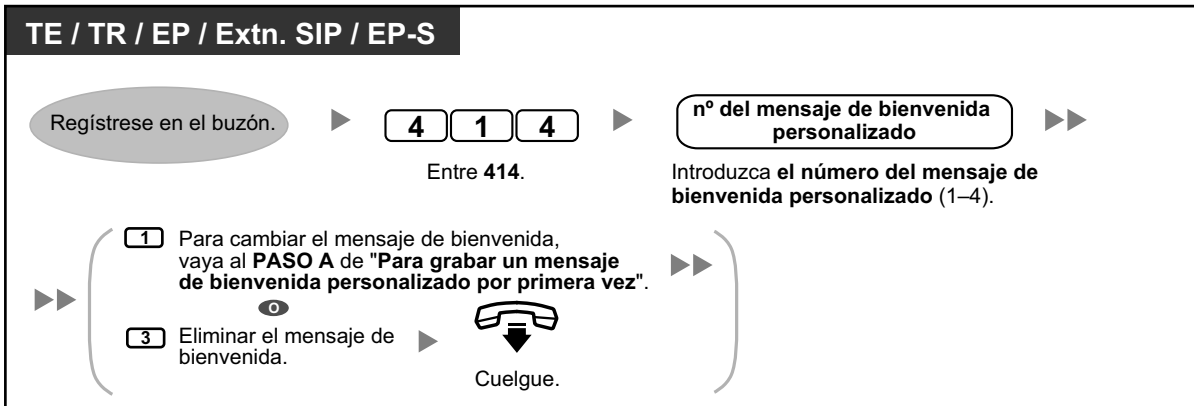 TE / TR / EP / Extn. SIP / EP-S
Regístrese en el buzón.
4 1 4
Entre 414.
nº del mensaje de bienvenida
personalizado
Introduzca el número del mensaje de
bienvenida personalizado (1–4).
1 Para cambiar el mensaje de bienvenida,
vaya al PASO A de "Para grabar un mensaje
de bienvenida personalizado por primera vez".
O
3 Eliminar el mensaje de
bienvenida.
Cuelgue.